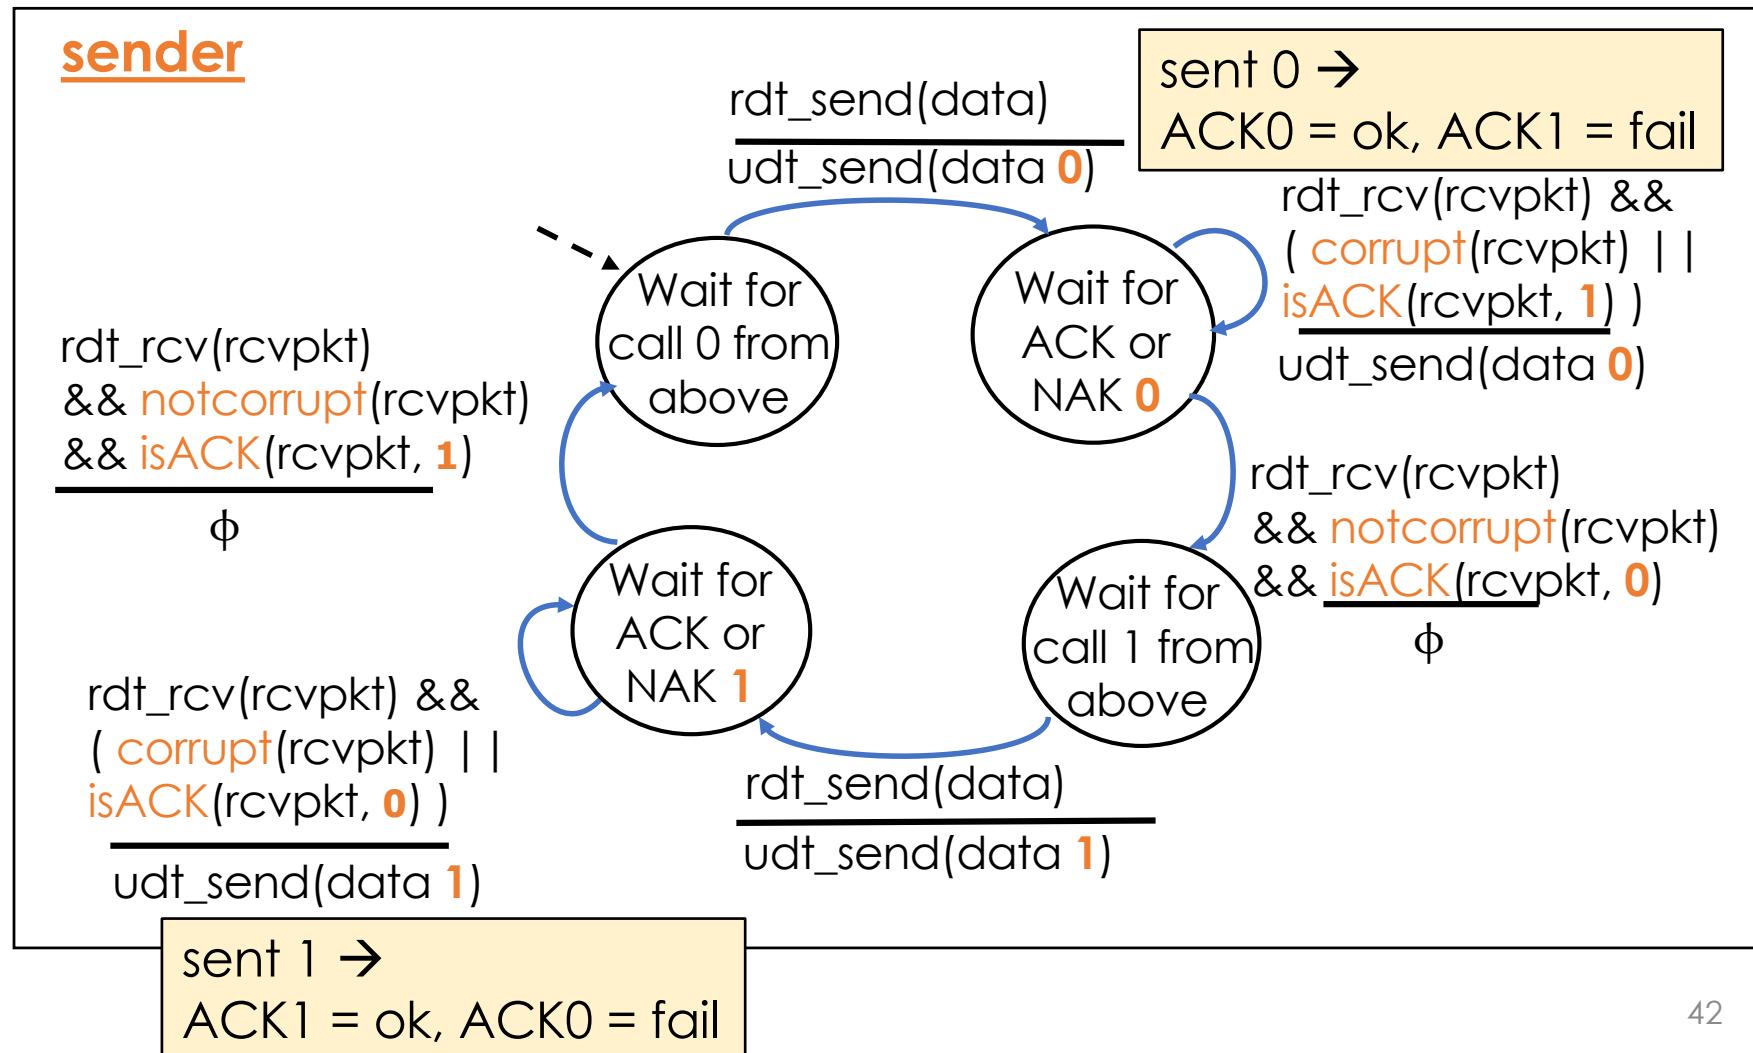 sender
rdt_send(data)
udt_send(data 0)
sent 0 →
ACK0 = ok, ACK1 = fail
rdt_rcv(rcvpkt) &&
( corrupt(rcvpkt) ||
isACK(rcvpkt, 1) )
udt_send(data 0)
Wait for
call 0 from
above
Wait for
ACK or
NAK 0
rdt_rcv(rcvpkt)
&& notcorrupt(rcvpkt)
&& isACK(rcvpkt, 1)
ϕ
rdt_rcv(rcvpkt)
&& notcorrupt(rcvpkt)
&& isACK(rcvpkt, 0)
ϕ
Wait for
ACK or
NAK 1
Wait for
call 1 from
above
rdt_rcv(rcvpkt) &&
( corrupt(rcvpkt) ||
isACK(rcvpkt, 0) )
udt_send(data 1)
rdt_send(data)
udt_send(data 1)
sent 1 →
ACK1 = ok, ACK0 = fail
42